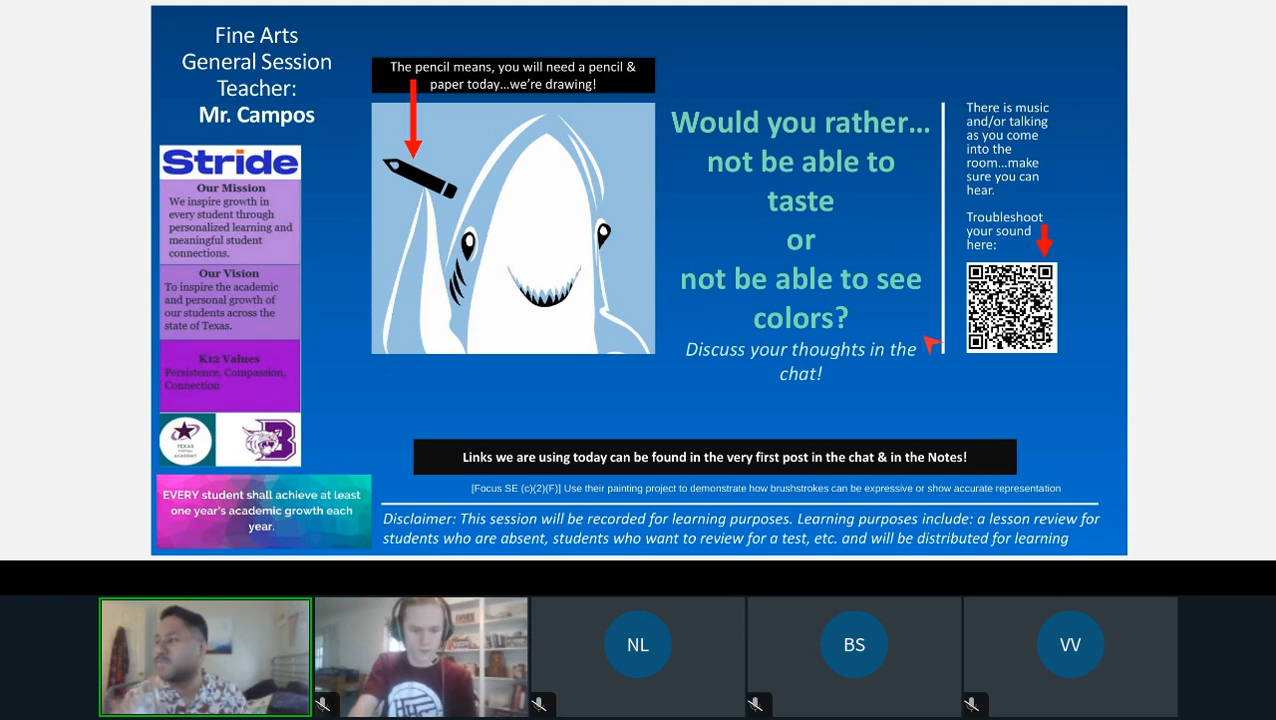 Fine Arts
General Session
Teacher:
Mr. Campos
Stride
Our Mission
We inspire growth in
every student through
personalized learning and
meaningful student
connections.
Our Vision
To inspire the academic
and personal growth of
our students across the
state of Texas.
K12 Values
Persistence, Compassion,
Connection
TEXAS
VIRTUAL
ACADEMY
B
EVERY student shall achieve at least
one year's academic growth each
year.
The pencil means, you will need a pencil &
paper today...we're drawing!
Would you rather...
not be able to
taste
or
not be able to see
colors?
Discuss your thoughts in the
chat!
There is music
and/or talking
as you come
into the
room...make
sure you can
hear.
Troubleshoot
your sound
here:
Links we are using today can be found in the very first post in the chat & in the Notes!
[Focus SE (c)(2)(F)] Use their painting project to demonstrate how brushstrokes can be expressive or show accurate representation
Disclaimer: This session will be recorded for learning purposes. Learning purposes include: a lesson review for
students who are absent, students who want to review for a test, etc. and will be distributed for learning
NL
BS
VV